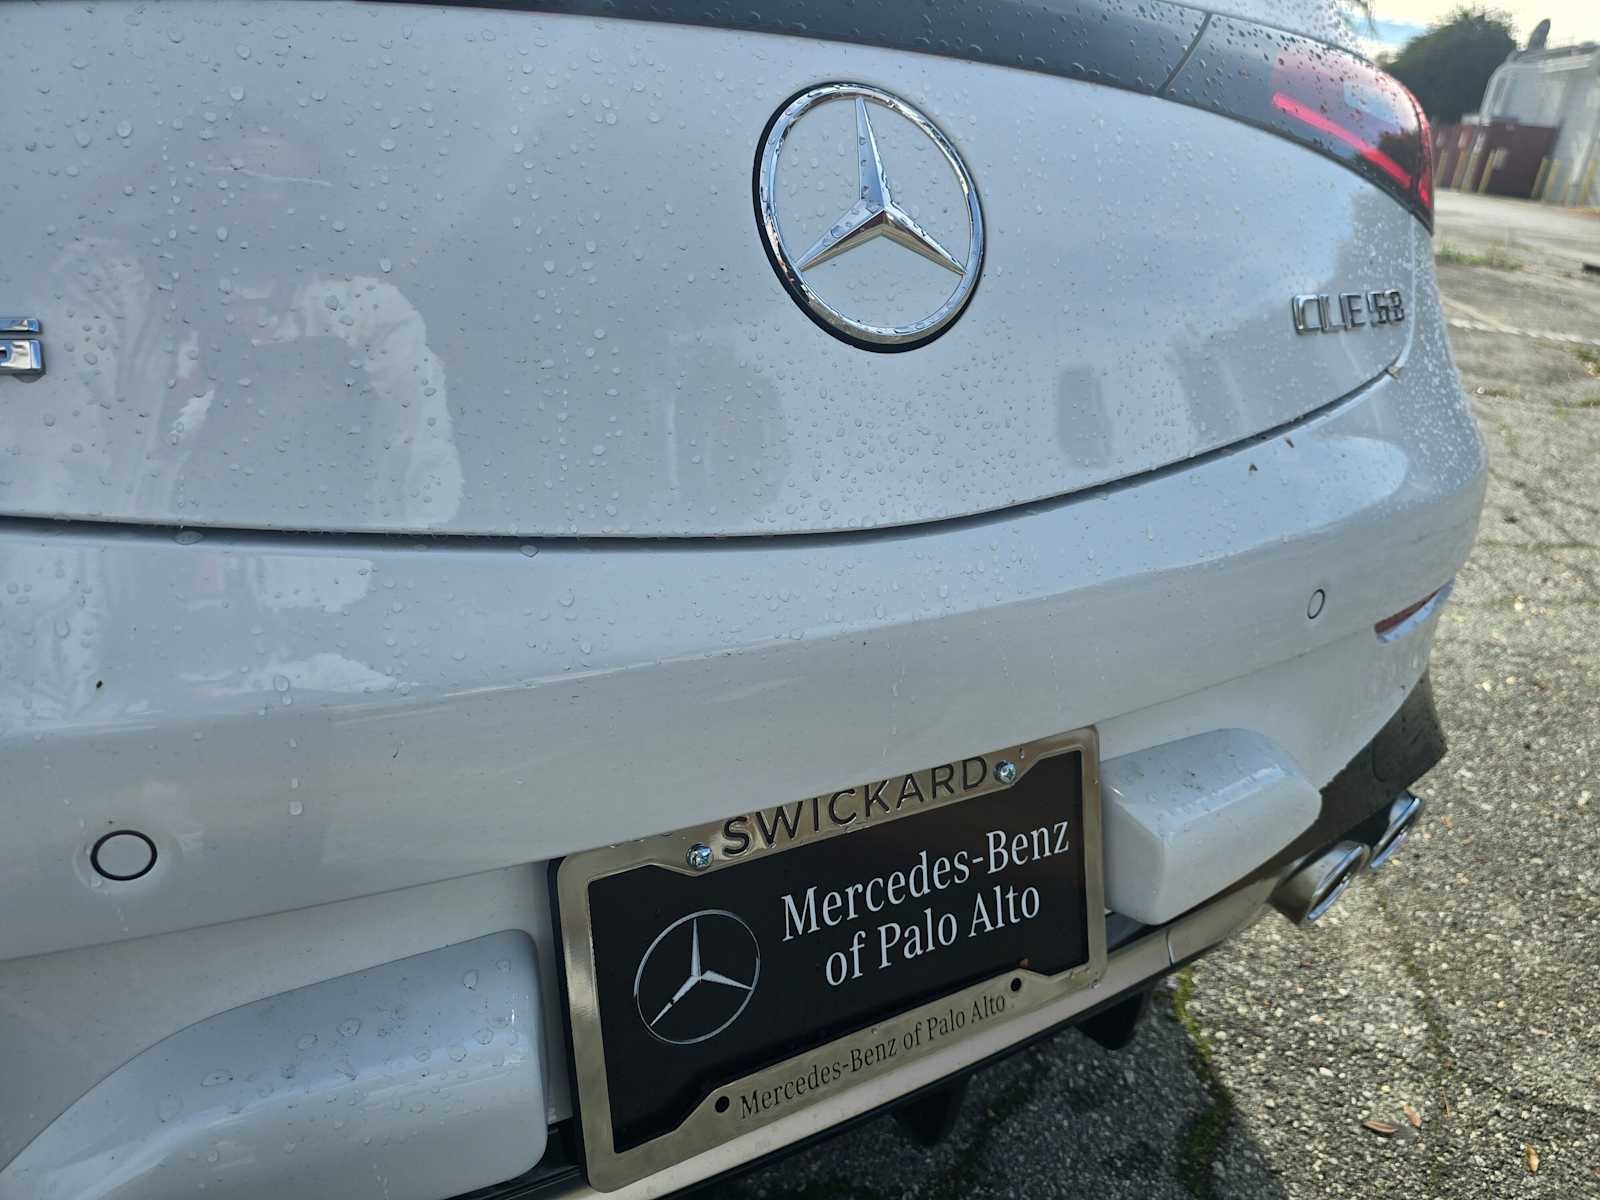 CLE 53
SWICKARD
Mercedes-Benz
of Palo Alto
Mercedes-Benz of Palo Alto